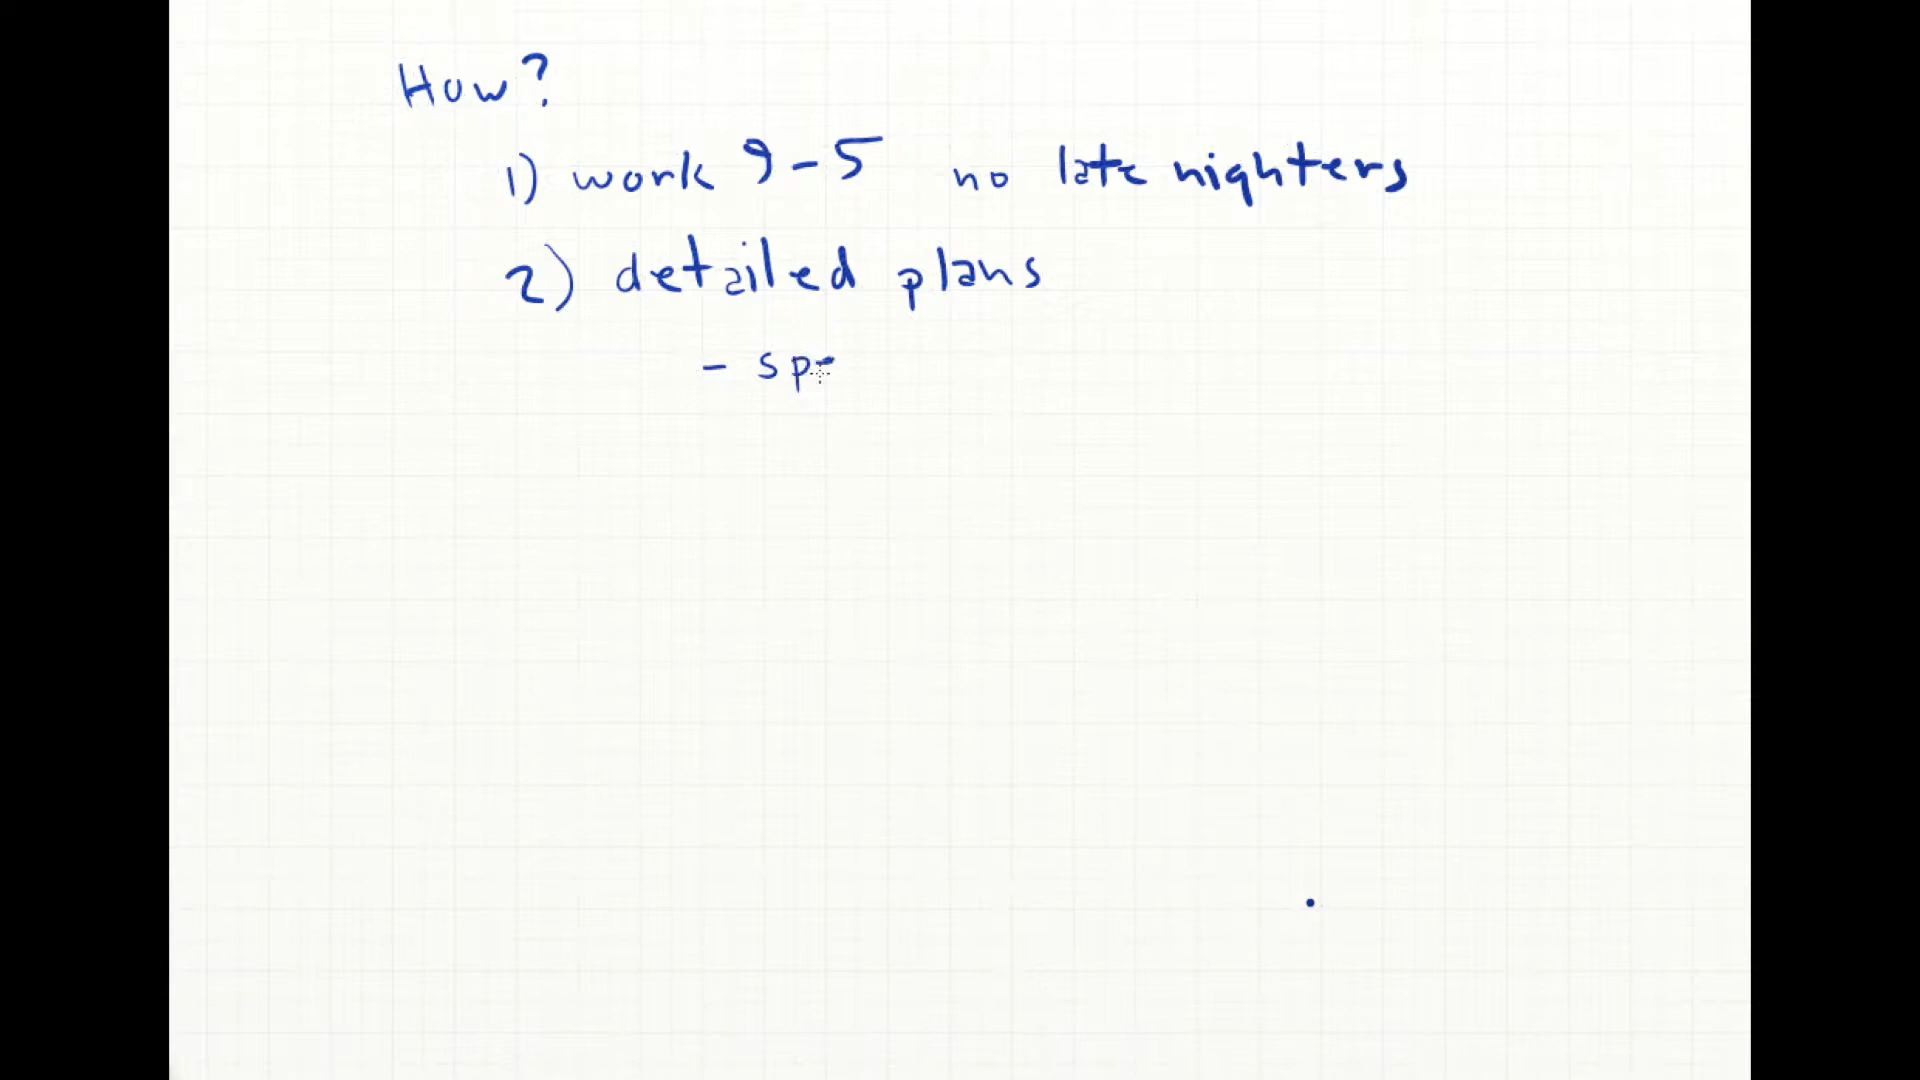 How?
1) work 9-5 no late nighters
2) detailed plans
- sp